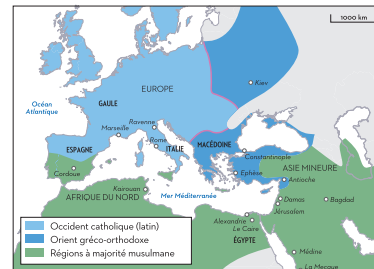 1000 km
EUROPE
Kiev
Océan
Atlantique
GAULE
Ravenne
Marseille
Rome
ESPAGNE
ITALIE
MACÉDOINE
Constantinople
Cordoue
Ephèse
ASIE MINEURE
Antioche
Kairouan
AFRIQUE DU NORD
Mer Méditerranée
Damas
Bagdad
Jérusalem
Alexandrie
Le Caire
ÉGYPTE
Médine
La Mecque
Occident catholique (latin)
Orient gréco-orthodoxe
Régions à majorité musulmane